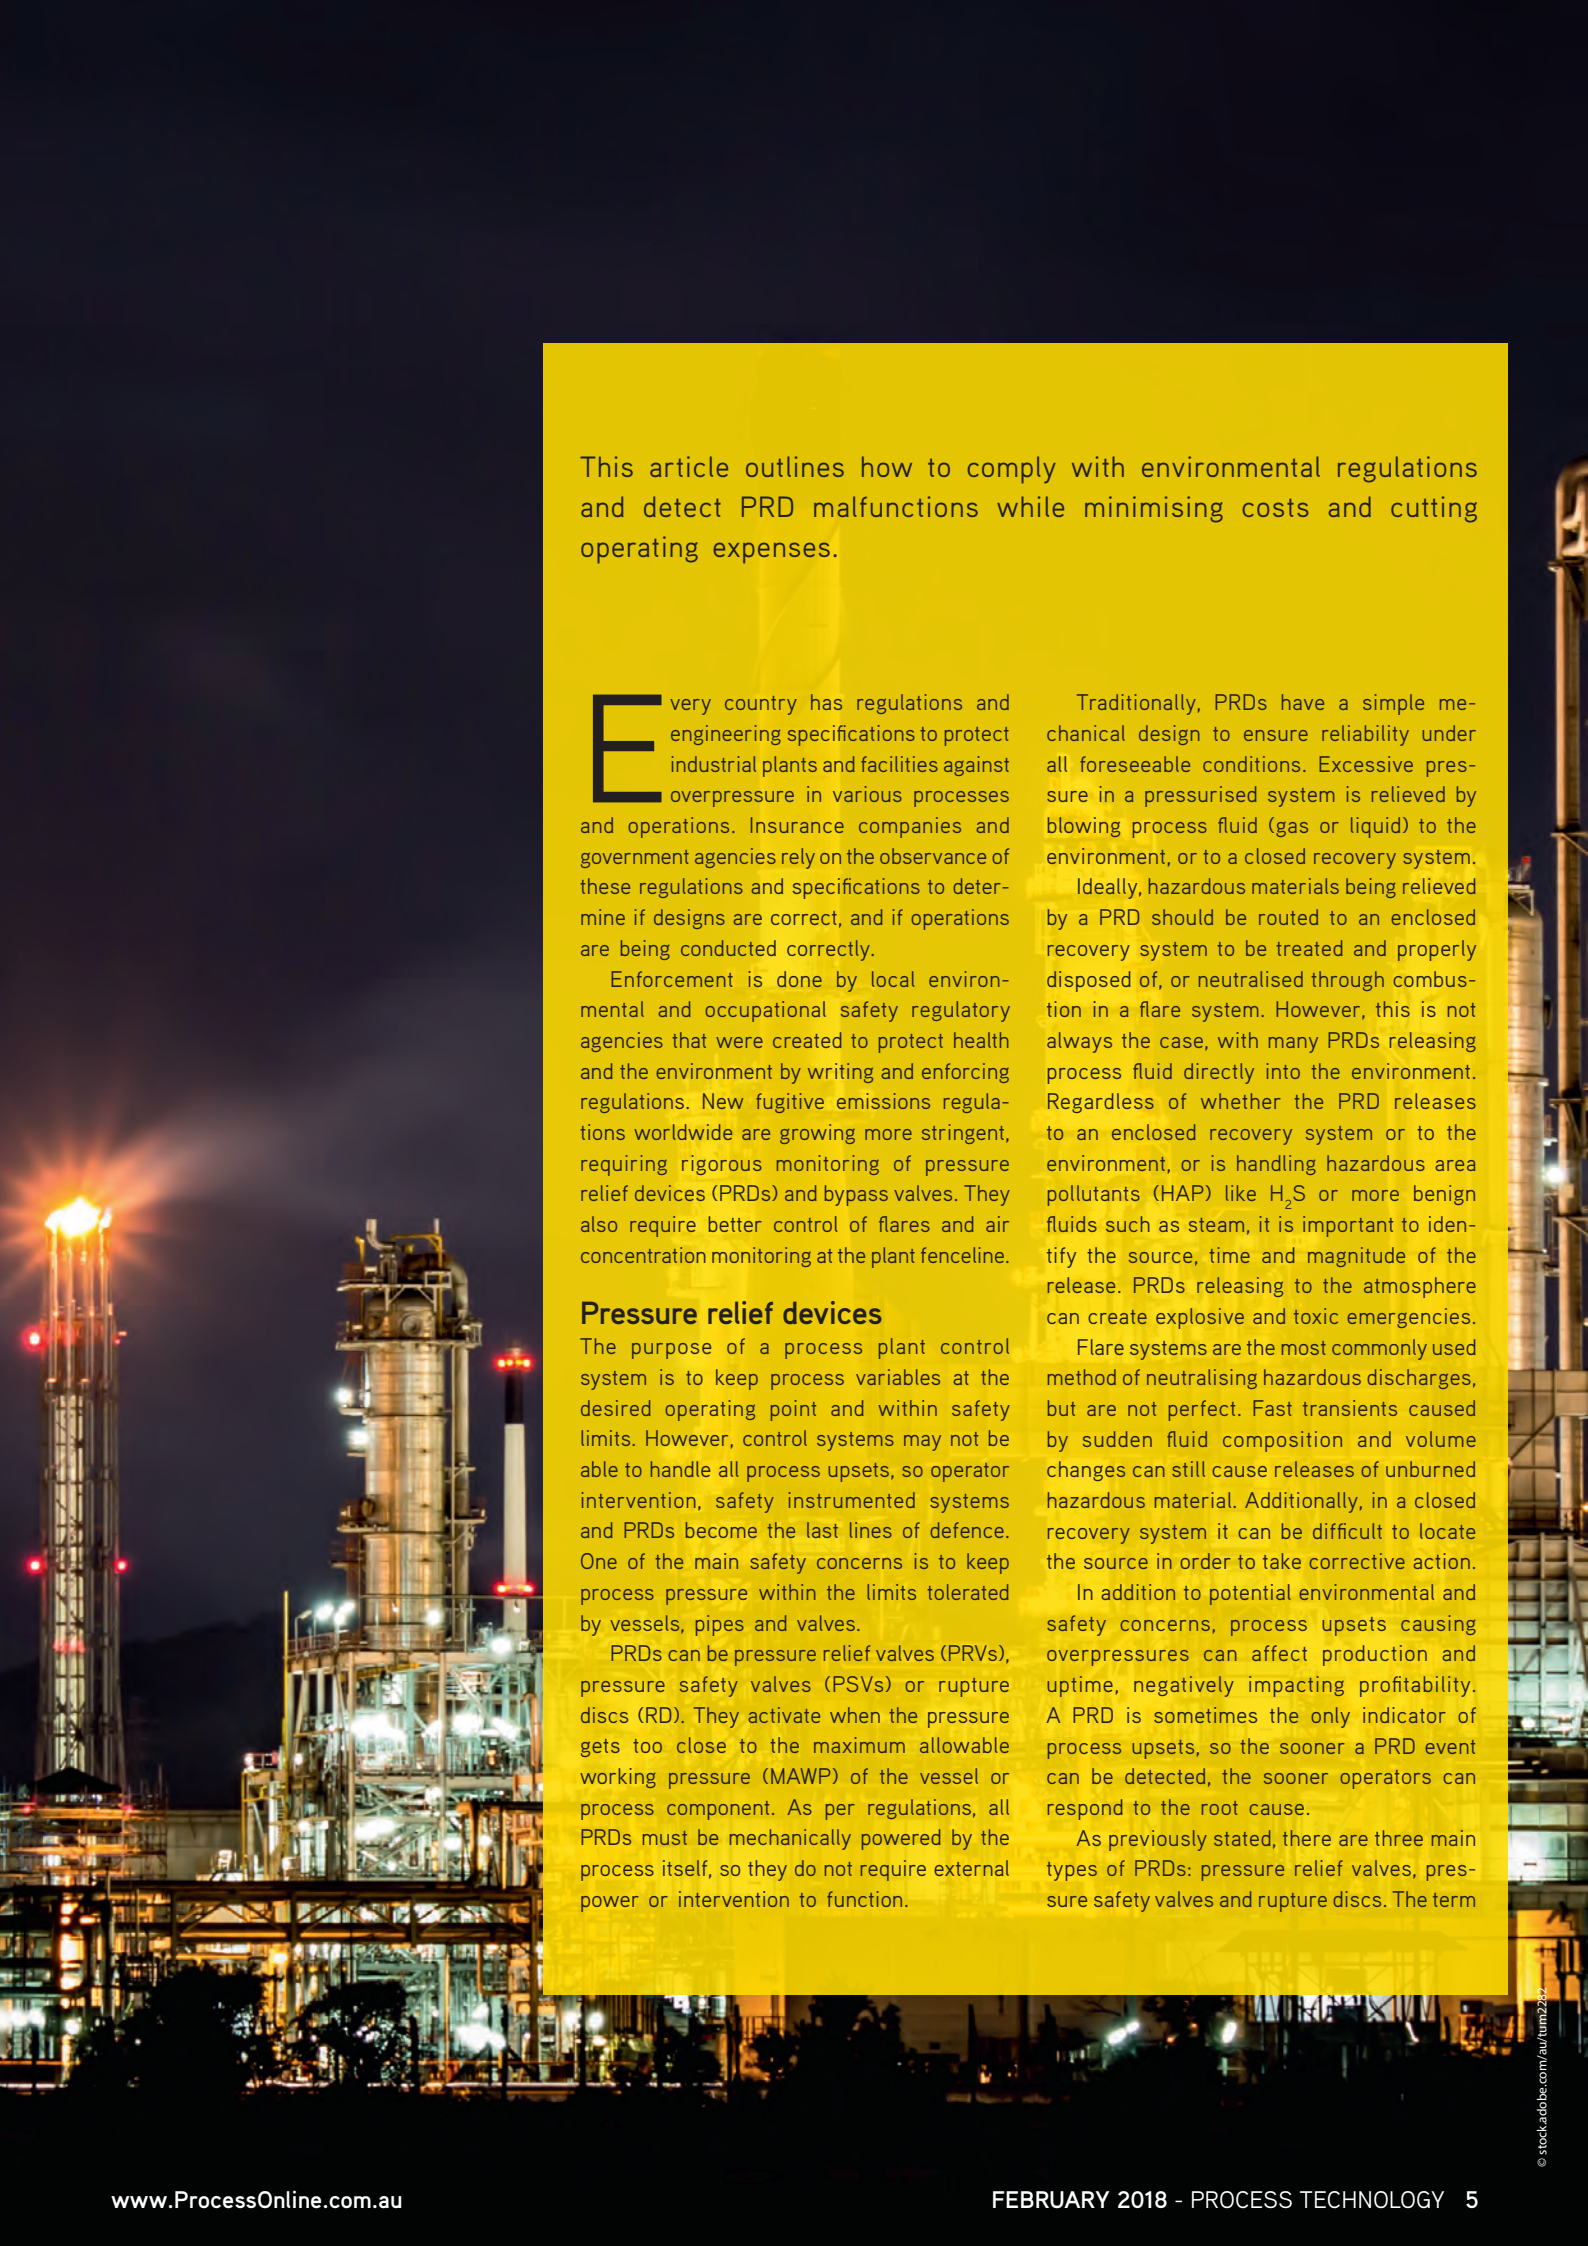 This article outlines how to comply with environmental regulations
and detect PRD malfunctions while minimising costs and cutting
operating expenses.
Every country has regulations and
engineering specifications to protect
industrial plants and facilities against
overpressure in various processes
and operations. Insurance companies and
government agencies rely on the observance of
these regulations and specifications to deter-
mine if designs are correct, and if operations
are being conducted correctly.
Enforcement is done by local environ-
mental and occupational safety regulatory
agencies that were created to protect health
and the environment by writing and enforcing
regulations. New fugitive emissions regula-
tions worldwide are growing more stringent,
requiring rigorous monitoring of pressure
relief devices (PRDs) and bypass valves. They
also require better control of flares and air
concentration monitoring at the plant fenceline.
Pressure relief devices
The purpose of a process plant control
system is to keep process variables at the
desired operating point and within safety
limits. However, control systems may not be
able to handle all process upsets, so operator
intervention, safety instrumented systems
and PRDs become the last lines of defence.
One of the main safety concerns is to keep
process pressure within the limits tolerated
by vessels, pipes and valves.
PRDs can be pressure relief valves (PRVs),
pressure safety valves (PSVs) or rupture
discs (RD). They activate when the pressure
gets too close to the maximum allowable
working pressure (MAWP) of the vessel or
process component. As per regulations, all
PRDs must be mechanically powered by the
process itself, so they do not require external
power or intervention to function.
Traditionally, PRDs have a simple me-
chanical design to ensure reliability under
all foreseeable conditions. Excessive pres-
sure in a pressurised system is relieved by
blowing process fluid (gas or liquid) to the
environment, or to a closed recovery system.
Ideally, hazardous materials being relieved
by a PRD should be routed to an enclosed
recovery system to be treated and properly
disposed of, or neutralised through combus-
tion in a flare system. However, this is not
always the case, with many PRDs releasing
process fluid directly into the environment.
Regardless of whether the PRD releases
to an enclosed recovery system or to the
environment, or is handling hazardous area
pollutants (HAP) like H₂S or more benign
fluids such as steam, it is important to iden-
tify the source, time and magnitude of the
release. PRDs releasing to the atmosphere
can create explosive and toxic emergencies.
Flare systems are the most commonly used
method of neutralising hazardous discharges,
but are not perfect. Fast transients caused
by sudden fluid composition and volume
changes can still cause releases of unburned
hazardous material. Additionally, in a closed
recovery system it can be difficult to locate
the source in order to take corrective action.
In addition to potential environmental and
safety concerns, process upsets causing
overpressures can affect production and
uptime, negatively impacting profitability.
A PRD is sometimes the only indicator of
process upsets, so the sooner a PRD event
can be detected, the sooner operators can
respond to the root cause.
As previously stated, there are three main
types of PRDs: pressure relief valves, pres-
sure safety valves and rupture discs. The term
© stock.adobe.com/au/tum2282
www.ProcessOnline.com.au
FEBRUARY 2018 - PROCESS TECHNOLOGY 5